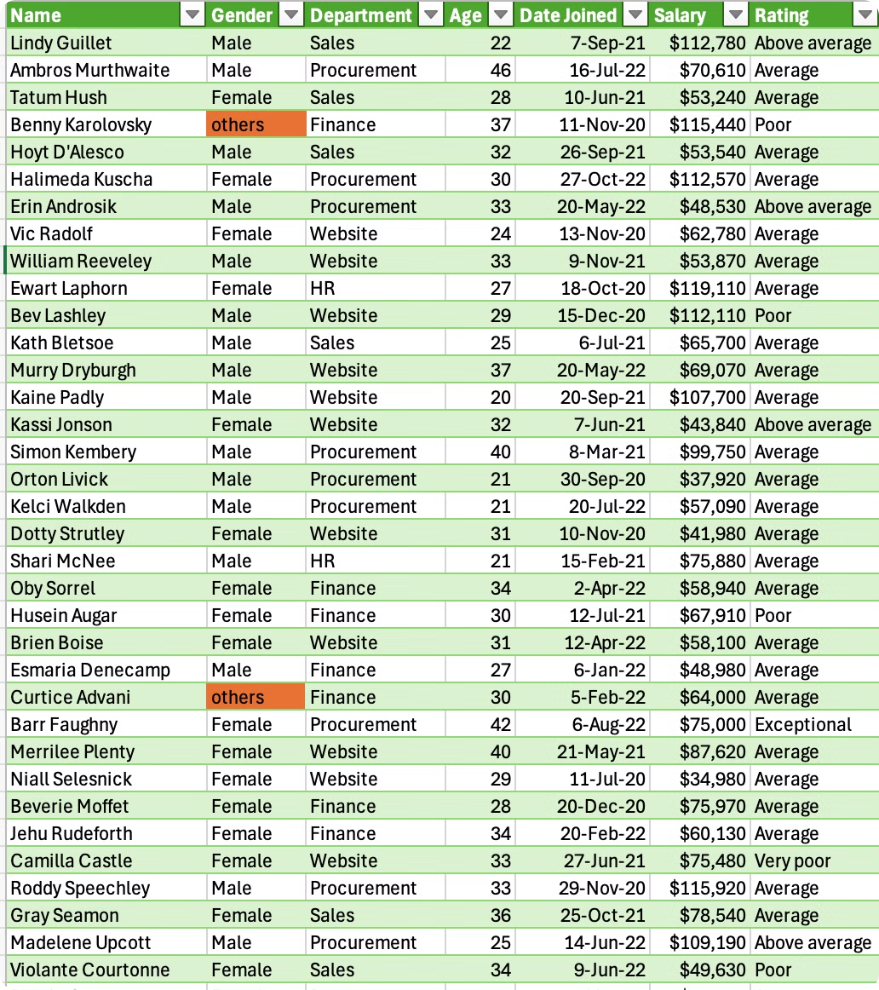 Name Gender Department Age Date Joined Salary Rating
Lindy Guillet Male Sales 22 7-Sep-21 $112,780 Above average
Ambros Murthwaite Male Procurement 46 16-Jul-22 $70,610 Average
Tatum Hush Female Sales 28 10-Jun-21 $53,240 Average
Benny Karolovsky others Finance 37 11-Nov-20 $115,440 Poor
Hoyt D'Alesco Male Sales 32 26-Sep-21 $53,540 Average
Halimeda Kuscha Female Procurement 30 27-Oct-22 $112,570 Average
Erin Androsik Male Procurement 33 20-May-22 $48,530 Above average
Vic Radolf Female Website 24 13-Nov-20 $62,780 Average
William Reeveley Male Website 33 9-Nov-21 $53,870 Average
Ewart Laphorn Female HR 27 18-Oct-20 $119,110 Average
Bev Lashley Male Website 29 15-Dec-20 $112,110 Poor
Kath Bletsoe Male Sales 25 6-Jul-21 $65,700 Average
Murry Dryburgh Male Website 37 20-May-22 $69,070 Average
Kaine Padly Male Website 20 20-Sep-21 $107,700 Average
Kassi Jonson Female Website 32 7-Jun-21 $43,840 Above average
Simon Kembery Male Procurement 40 8-Mar-21 $99,750 Average
Orton Livick Male Procurement 21 30-Sep-20 $37,920 Average
Kelci Walkden Male Procurement 21 20-Jul-22 $57,090 Average
Dotty Strutley Female Website 31 10-Nov-20 $41,980 Average
Shari McNee Male HR 21 15-Feb-21 $75,880 Average
Oby Sorrel Female Finance 34 2-Apr-22 $58,940 Average
Husein Augar Female Finance 30 12-Jul-21 $67,910 Poor
Brien Boise Female Website 31 12-Apr-22 $58,100 Average
Esmaria Denecamp Male Finance 27 6-Jan-22 $48,980 Average
Curtice Advani others Finance 30 5-Feb-22 $64,000 Average
Barr Faughny Female Procurement 42 6-Aug-22 $75,000 Exceptional
Merrilee Plenty Female Website 40 21-May-21 $87,620 Average
Niall Selesnick Female Website 29 11-Jul-20 $34,980 Average
Beverie Moffet Female Finance 28 20-Dec-20 $75,970 Average
Jehu Rudeforth Female Finance 34 20-Feb-22 $60,130 Average
Camilla Castle Female Website 33 27-Jun-21 $75,480 Very poor
Roddy Speechley Male Procurement 33 29-Nov-20 $115,920 Average
Gray Seamon Female Sales 36 25-Oct-21 $78,540 Average
Madelene Upcott Male Procurement 25 14-Jun-22 $109,190 Above average
Violante Courtonne Female Sales 34 9-Jun-22 $49,630 Poor